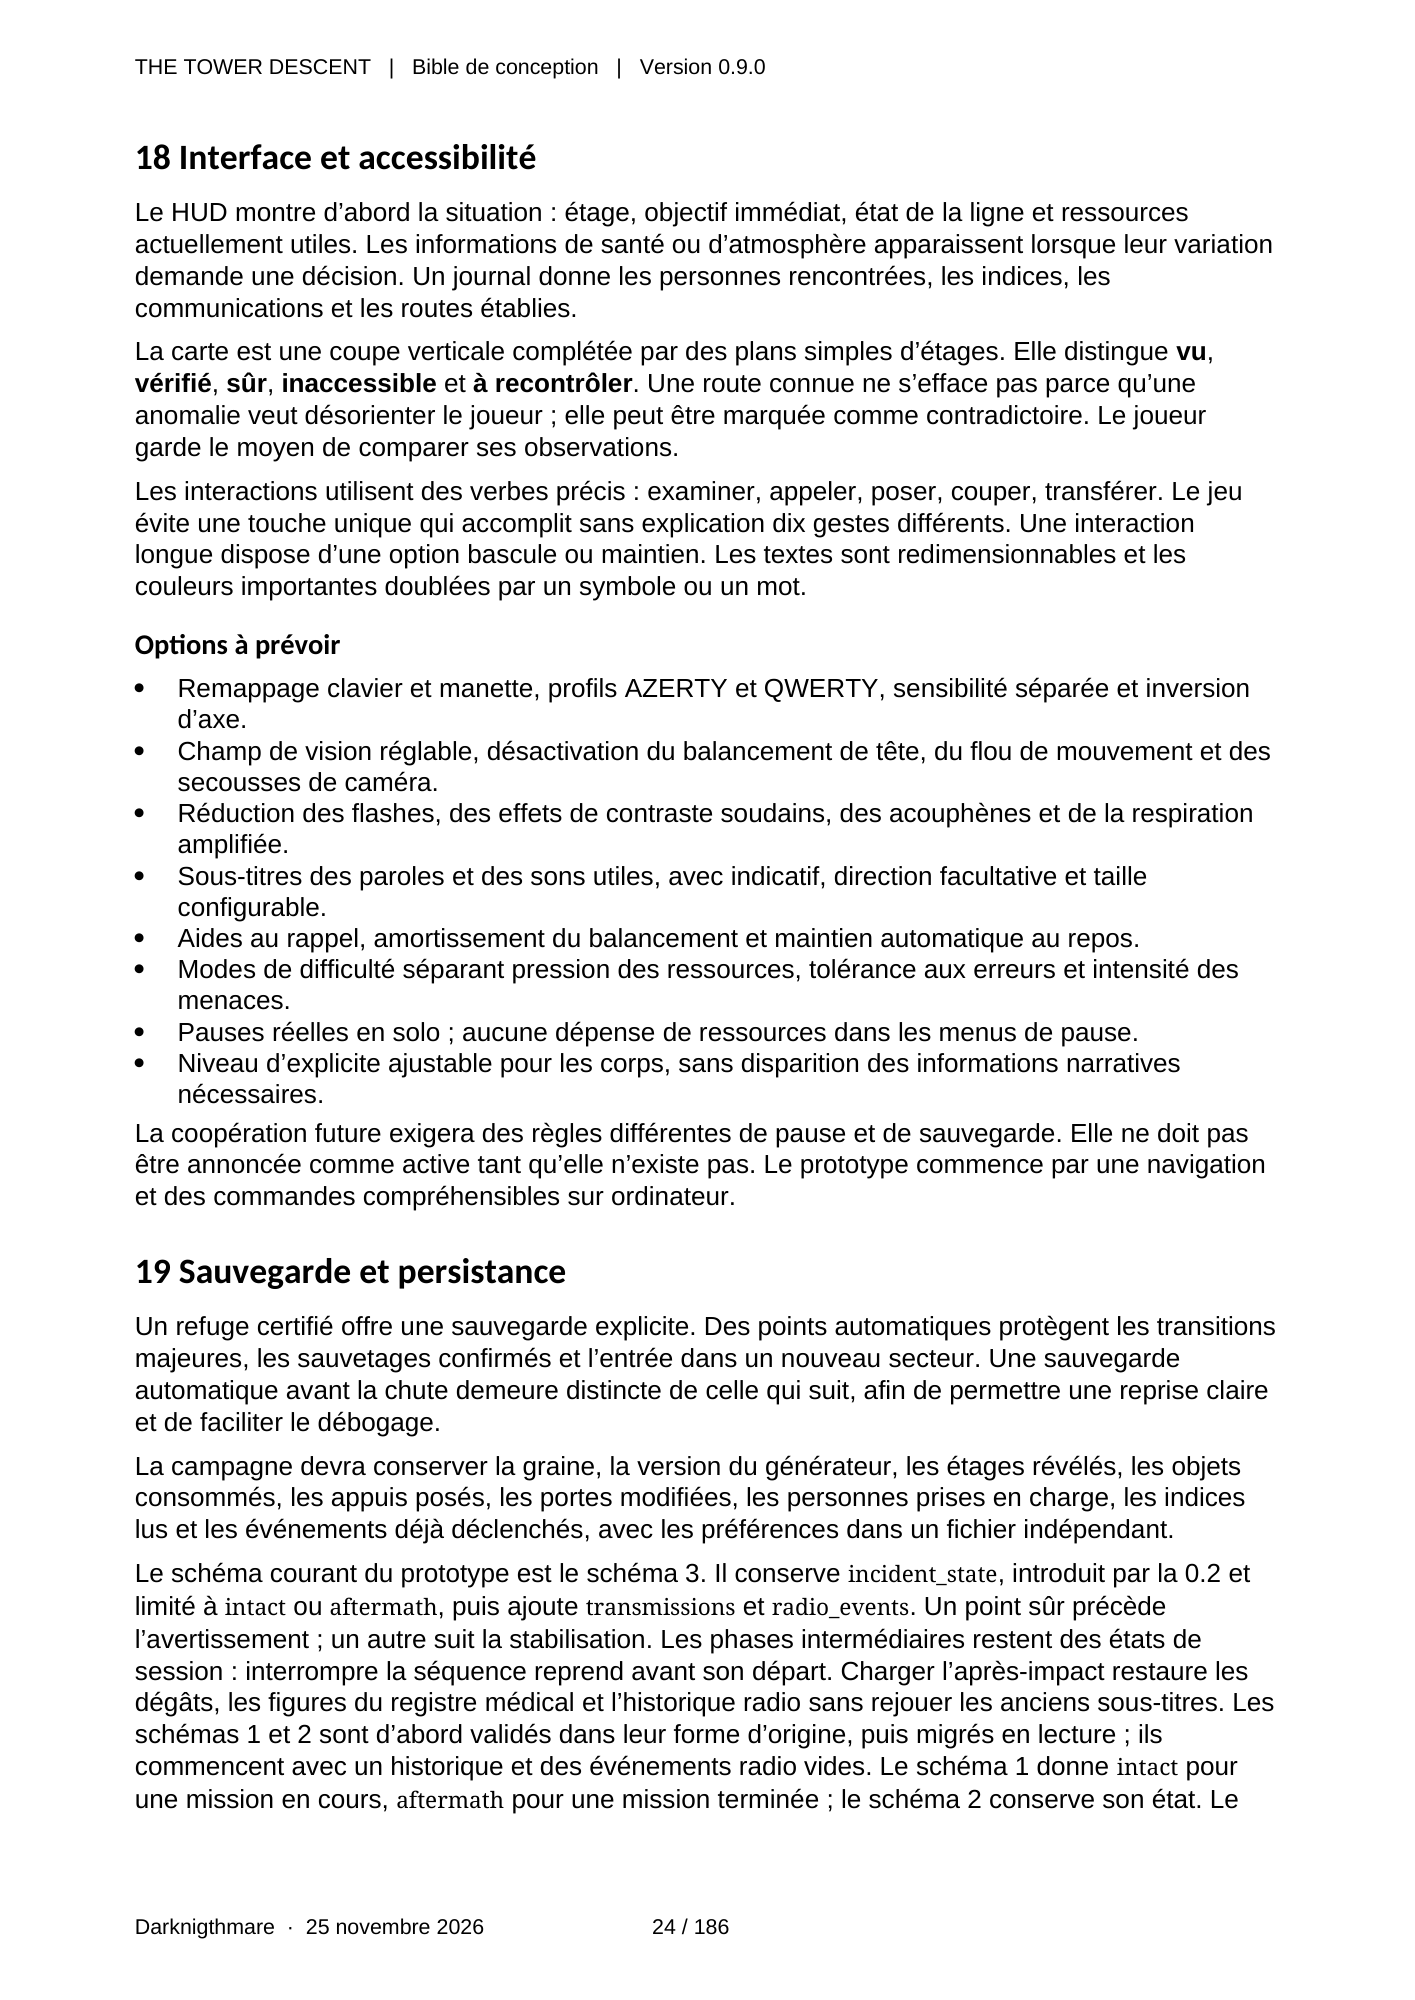 THE TOWER DESCENT | Bible de conception | Version 0.9.0
18 Interface et accessibilité
Le HUD montre d’abord la situation : étage, objectif immédiat, état de la ligne et ressources
actuellement utiles. Les informations de santé ou d’atmosphère apparaissent lorsque leur variation
demande une décision. Un journal donne les personnes rencontrées, les indices, les
communications et les routes établies.
La carte est une coupe verticale complétée par des plans simples d’étages. Elle distingue vu,
vérifié, sûr, inaccessible et à recontrôler. Une route connue ne s’efface pas parce qu’une
anomalie veut désorienter le joueur ; elle peut être marquée comme contradictoire. Le joueur
garde le moyen de comparer ses observations.
Les interactions utilisent des verbes précis : examiner, appeler, poser, couper, transférer. Le jeu
évite une touche unique qui accomplit sans explication dix gestes différents. Une interaction
longue dispose d’une option bascule ou maintien. Les textes sont redimensionnables et les
couleurs importantes doublées par un symbole ou un mot.
Options à prévoir
• Remappage clavier et manette, profils AZERTY et QWERTY, sensibilité séparée et inversion
d’axe.
• Champ de vision réglable, désactivation du balancement de tête, du flou de mouvement et des
secousses de caméra.
• Réduction des flashes, des effets de contraste soudains, des acouphènes et de la respiration
amplifiée.
• Sous-titres des paroles et des sons utiles, avec indicatif, direction facultative et taille
configurable.
• Aides au rappel, amortissement du balancement et maintien automatique au repos.
• Modes de difficulté séparant pression des ressources, tolérance aux erreurs et intensité des
menaces.
• Pauses réelles en solo ; aucune dépense de ressources dans les menus de pause.
• Niveau d’explicite ajustable pour les corps, sans disparition des informations narratives
nécessaires.
La coopération future exigera des règles différentes de pause et de sauvegarde. Elle ne doit pas
être annoncée comme active tant qu’elle n’existe pas. Le prototype commence par une navigation
et des commandes compréhensibles sur ordinateur.
19 Sauvegarde et persistance
Un refuge certifié offre une sauvegarde explicite. Des points automatiques protègent les transitions
majeures, les sauvetages confirmés et l’entrée dans un nouveau secteur. Une sauvegarde
automatique avant la chute demeure distincte de celle qui suit, afin de permettre une reprise claire
et de faciliter le débogage.
La campagne devra conserver la graine, la version du générateur, les étages révélés, les objets
consommés, les appuis posés, les portes modifiées, les personnes prises en charge, les indices
lus et les événements déjà déclenchés, avec les préférences dans un fichier indépendant.
Le schéma courant du prototype est le schéma 3. Il conserve incident_state, introduit par la 0.2 et
limité à intact ou aftermath, puis ajoute transmissions et radio_events. Un point sûr précède
l’avertissement ; un autre suit la stabilisation. Les phases intermédiaires restent des états de
session : interrompre la séquence reprend avant son départ. Charger l’après-impact restaure les
dégâts, les figures du registre médical et l’historique radio sans rejouer les anciens sous-titres. Les
schémas 1 et 2 sont d’abord validés dans leur forme d’origine, puis migrés en lecture ; ils
commencent avec un historique et des événements radio vides. Le schéma 1 donne intact pour
une mission en cours, aftermath pour une mission terminée ; le schéma 2 conserve son état. Le
Darknigthmare · 25 novembre 2026 24 / 186